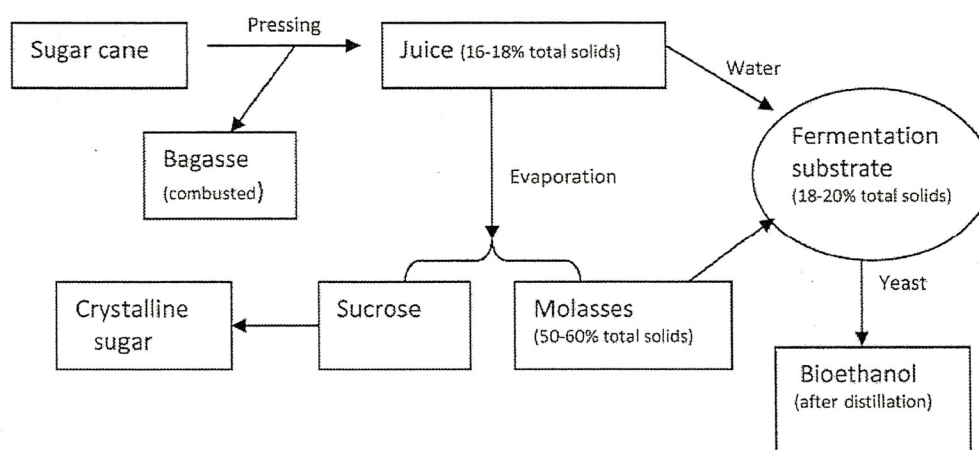 Pressing
Sugar cane
Juice (16-18% total solids)
Water
Bagasse
(combusted)
Evaporation
Fermentation
substrate
(18-20% total solids)
Crystalline
sugar
Sucrose
Molasses
(50-60% total solids)
Yeast
Bioethanol
(after distillation)